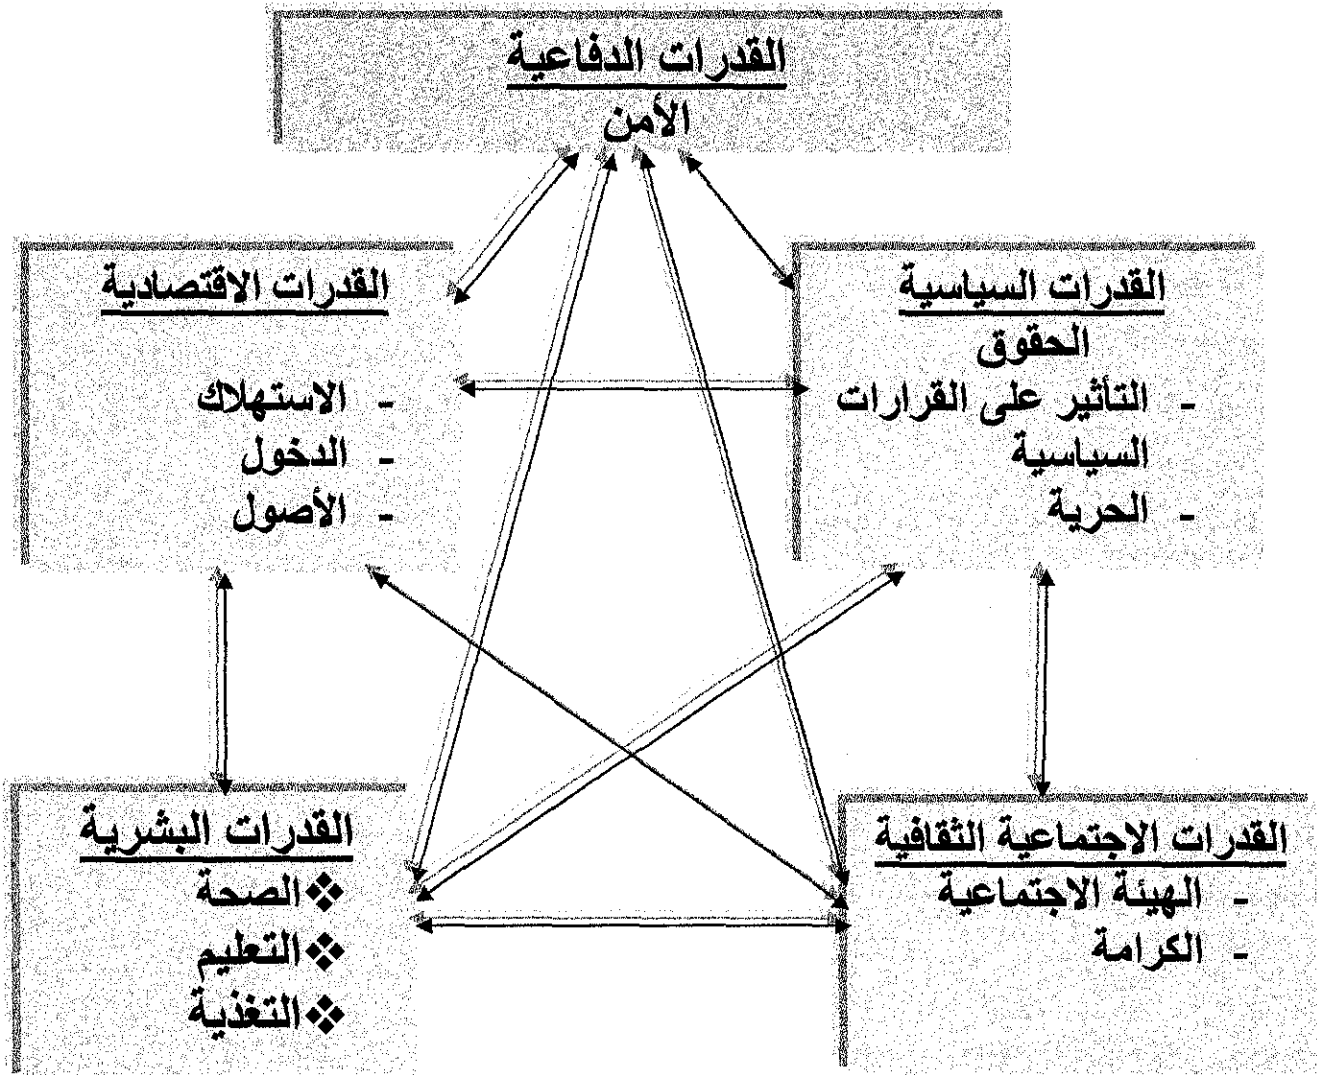 القدرات الدفاعية
الأمن
القدرات السياسية
الحقوق
- التأثير على القرارات
السياسية
- الحرية
القدرات الاقتصادية
- الاستهلاك
- الدخول
- الأصول
القدرات الاجتماعية الثقافية
- الهيئة الاجتماعية
- الكرامة
القدرات البشرية
❖ الصحة
❖ التعليم
❖ التغذية